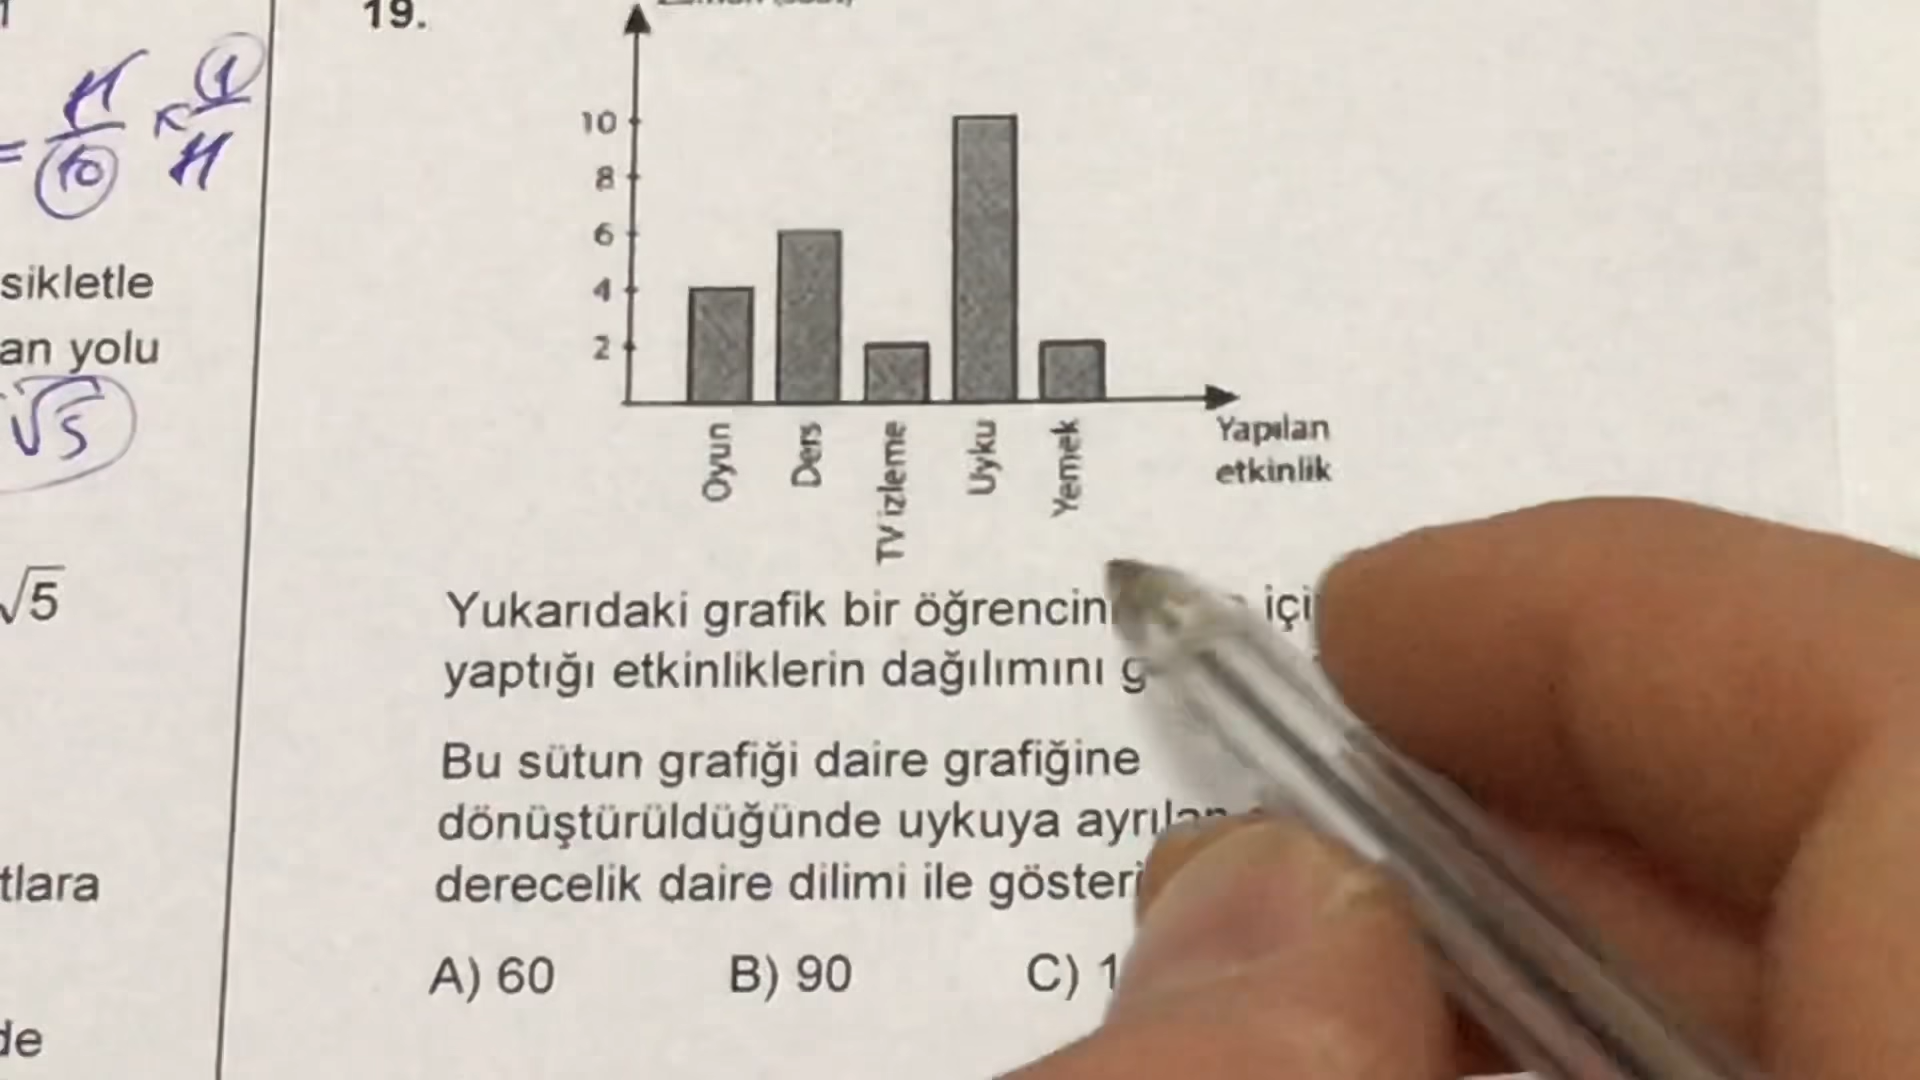 19.
10
8
6
4
2
Oyun
Ders
TV izleme
Uyku
Yemek
Yapılan
etkinlik
Yukarıdaki grafik bir
yaptığı etkinliklerin dağılımını
Bu sütun grafiği daire grafiğine
dönüştürüldüğünde uykuya
derecelik daire dilimi ile
A) 60 B) 90 C)
sikletle
an yolu
√5
√5
tlara
de